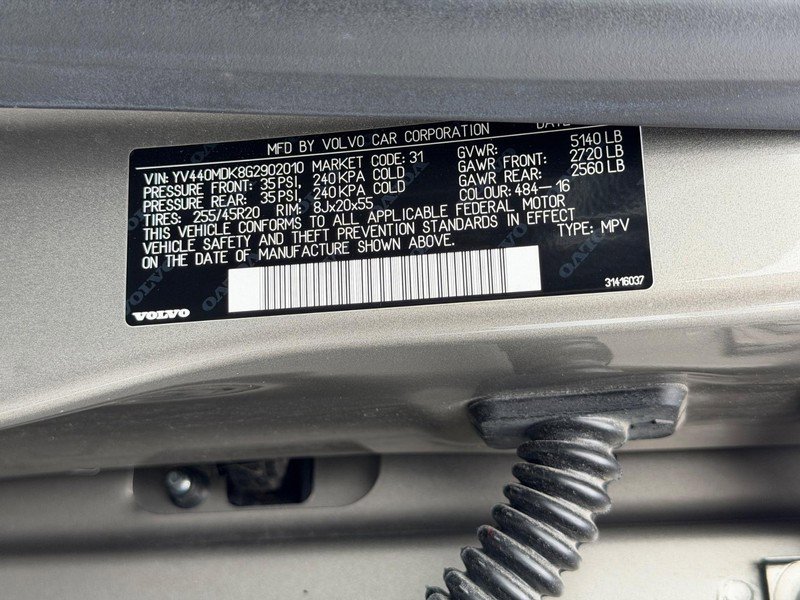 MFD BY VOLVO CAR CORPORATION
VIN: YV440MDK8G2902010 MARKET CODE: 31 GVWR: 5140 LB
PRESSURE FRONT: 35 PSI, 240 KPA COLD GAWR FRONT: 2720 LB
PRESSURE REAR: 35 PSI, 240 KPA COLD GAWR REAR: 2560 LB
TIRES: 255/45R20 RIM: 8Jx20x55 COLOUR: 484-16
THIS VEHICLE CONFORMS TO ALL APPLICABLE FEDERAL MOTOR
VEHICLE SAFETY AND THEFT PREVENTION STANDARDS IN EFFECT
ON THE DATE OF MANUFACTURE SHOWN ABOVE. TYPE: MPV
31416037
VOLVO